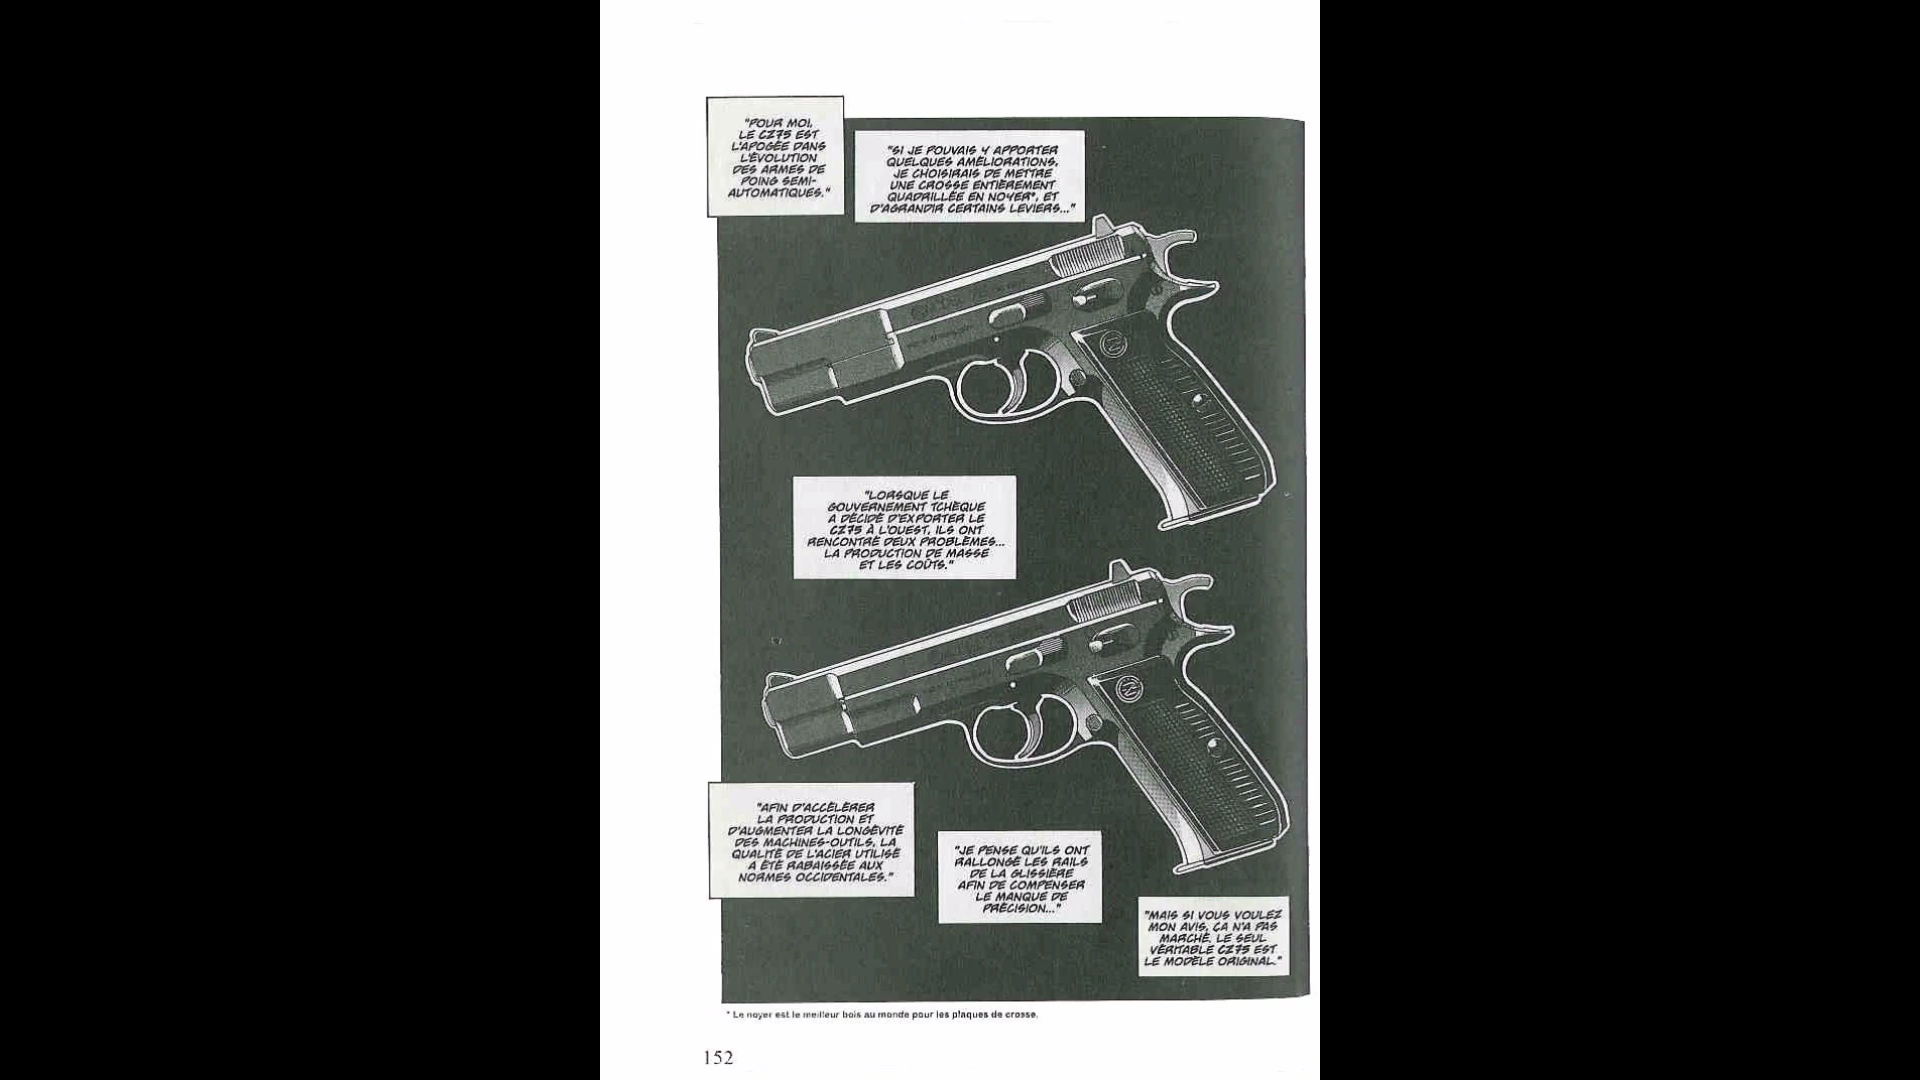 "POUR MOI,
LE CZ75 EST
L'APOGÉE DANS
L'ÉVOLUTION
DES ARMES DE
POING SEMI-
AUTOMATIQUES."
"SI JE POUVAIS Y APPORTER
QUELQUES AMÉLIORATIONS,
JE CHOISIRAIS DE METTRE
UNE CROSSE ENTIÈREMENT
QUADRILLÉE EN NOYER*, ET
D'AGRANDIR CERTAINS LEVIERS..."
"LORSQUE LE
GOUVERNEMENT TCHÈQUE
A DÉCIDÉ D'EXPORTER LE
CZ75 À L'OUEST, ILS ONT
RENCONTRÉ DEUX PROBLÈMES...
LA PRODUCTION DE MASSE
ET LES COÛTS."
"AFIN D'ACCÉLÉRER
LA PRODUCTION ET
D'AUGMENTER LA LONGÉVITÉ
DES MACHINES-OUTILS, LA
QUALITÉ DE L'ACIER UTILISÉ
A ÉTÉ RABAISSÉE AUX
NORMES OCCIDENTALES."
"JE PENSE QU'ILS ONT
RALLONGÉ LES RAILS
DE LA GLISSIÈRE
AFIN DE COMPENSER
LE MANQUE DE
PRÉCISION..."
"MAIS SI VOUS VOULEZ
MON AVIS, ÇA N'A PAS
MARCHÉ. LE SEUL
VÉRITABLE CZ75 EST
LE MODÈLE ORIGINAL."
* Le noyer est le meilleur bois au monde pour les plaques de crosse.
152